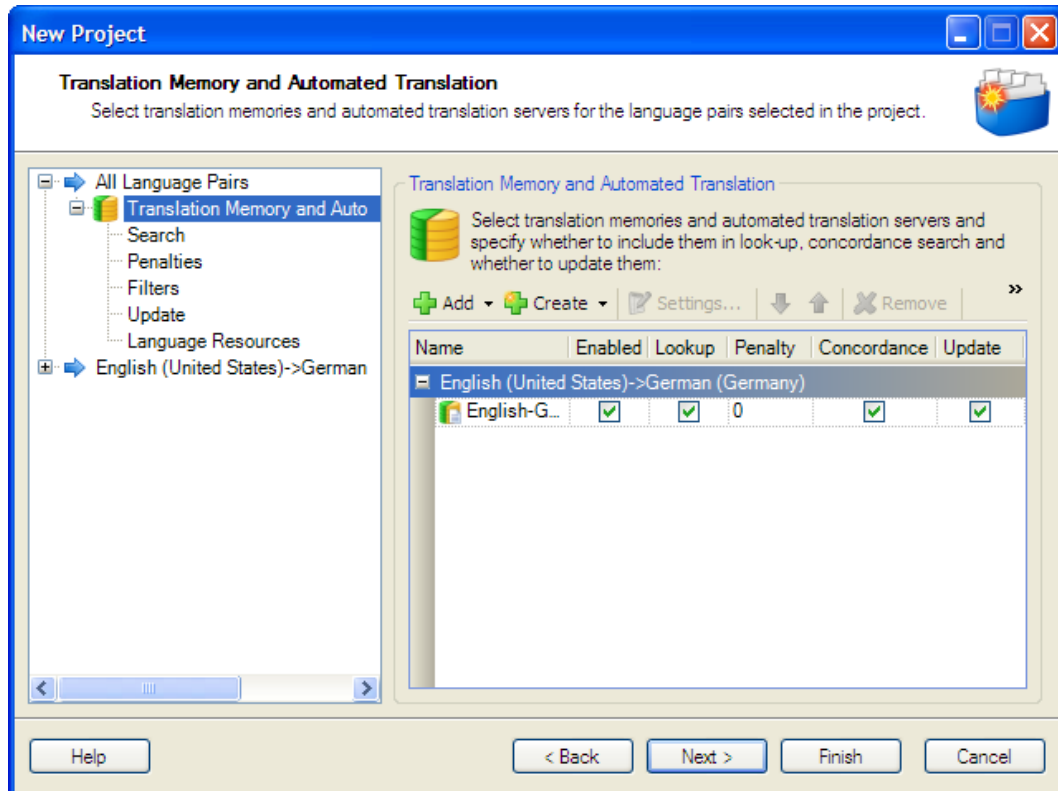 New Project
Translation Memory and Automated Translation
Select translation memories and automated translation servers for the language pairs selected in the project.
All Language Pairs
Translation Memory and Auto
Search
Penalties
Filters
Update
Language Resources
English (United States)->German
Translation Memory and Automated Translation
Select translation memories and automated translation servers and
specify whether to include them in look-up, concordance search and
whether to update them:
Add Create Settings... Remove »
Name Enabled Lookup Penalty Concordance Update
English (United States)->German (Germany)
English-G... 0
Help < Back Next > Finish Cancel